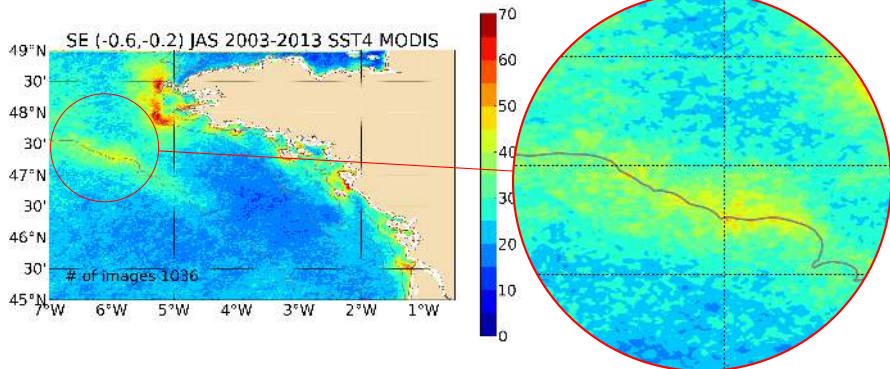 SE (-0.6,-0.2) JAS 2003-2013 SST4 MODIS
49°N
30'
48°N
30'
47°N
30'
46°N
30'
45°N
# of images 1036
7°W 6°W 5°W 4°W 3°W 2°W 1°W
70
60
50
40
30
20
10
0